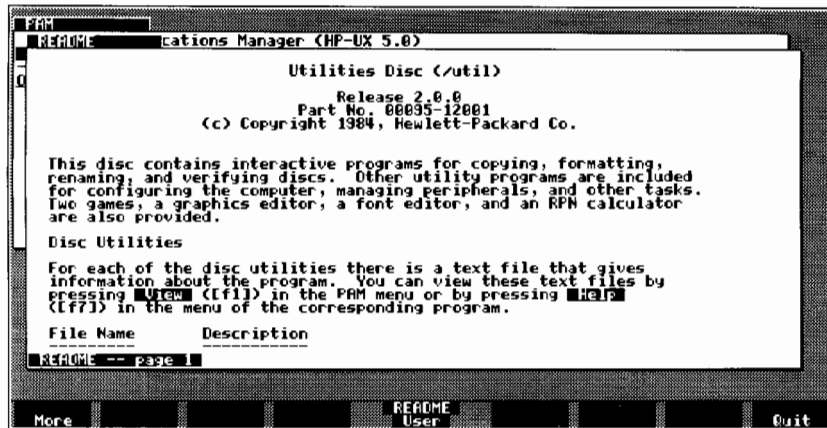 PAM
README cations Manager (HP-UX 5.0)
Utilities Disc (/util)
Release 2.0.0
Part No. 00095-12001
(c) Copyright 1984, Hewlett-Packard Co.
This disc contains interactive programs for copying, formatting,
renaming, and verifying discs. Other utility programs are included
for configuring the computer, managing peripherals, and other tasks.
Two games, a graphics editor, a font editor, and an RPN calculator
are also provided.
Disc Utilities
For each of the disc utilities there is a text file that gives
information about the program. You can view these text files by
pressing View ([f1]) in the PAM menu or by pressing Help
([f7]) in the menu of the corresponding program.
File Name Description
README -- page 1
README
More User Quit